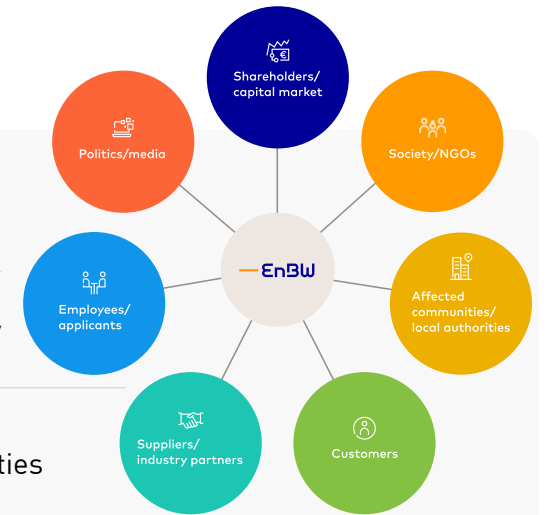 Shareholders/
capital market
Politics/media
Society/NGOs
EnBW
Employees/
applicants
Affected
communities/
local authorities
Suppliers/
industry partners
Customers
ties